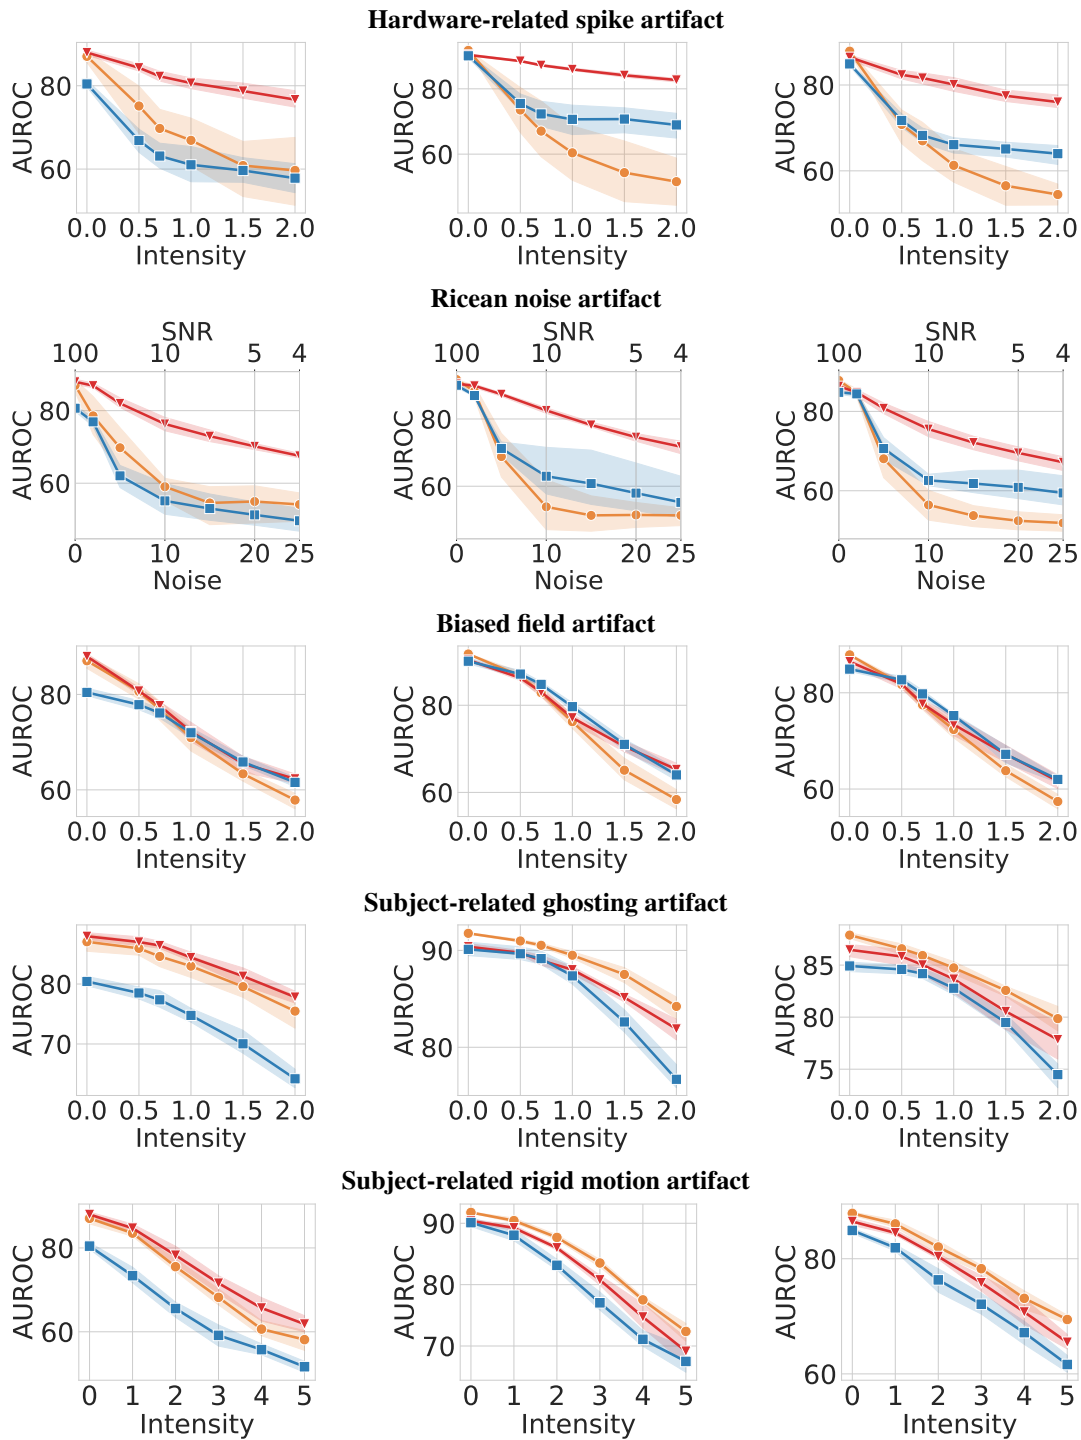 Hardware-related spike artifact
AUROC
80
60
0.0 0.5 1.0 1.5 2.0
Intensity
AUROC
80
60
0.0 0.5 1.0 1.5 2.0
Intensity
AUROC
80
60
0.0 0.5 1.0 1.5 2.0
Intensity
Ricean noise artifact
SNR
100 10 5 4
AUROC
80
60
0 10 20 25
Noise
SNR
100 10 5 4
AUROC
80
60
0 10 20 25
Noise
SNR
100 10 5 4
AUROC
80
60
0 10 20 25
Noise
Biased field artifact
AUROC
80
60
0.0 0.5 1.0 1.5 2.0
Intensity
AUROC
80
60
0.0 0.5 1.0 1.5 2.0
Intensity
AUROC
80
60
0.0 0.5 1.0 1.5 2.0
Intensity
Subject-related ghosting artifact
AUROC
80
70
0.0 0.5 1.0 1.5 2.0
Intensity
AUROC
90
80
0.0 0.5 1.0 1.5 2.0
Intensity
AUROC
85
80
75
0.0 0.5 1.0 1.5 2.0
Intensity
Subject-related rigid motion artifact
AUROC
80
60
0 1 2 3 4 5
Intensity
AUROC
90
80
70
0 1 2 3 4 5
Intensity
AUROC
80
60
0 1 2 3 4 5
Intensity